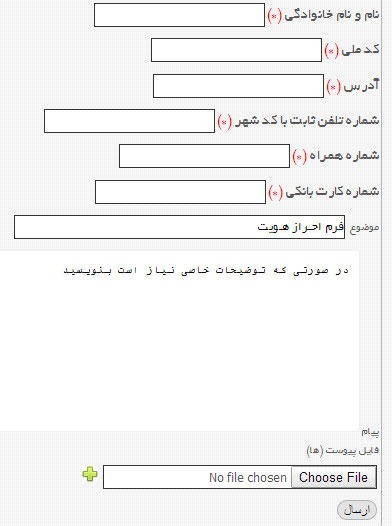 نام و نام خانوادگی (*)
کد ملی (*)
آدرس (*)
شماره تلفن ثابت با کد شهر (*)
شماره همراه (*)
شماره کارت بانکی (*)
موضوع فرم احراز هویت
در صورتی که توضیحات خاصی نیاز است بنویسید
پیام
فایل پیوست (ها)
Choose File No file chosen
ارسال